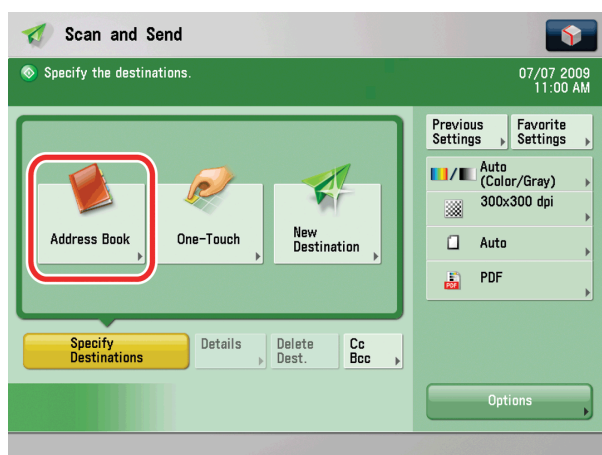 Scan and Send
Specify the destinations.
07/07 2009
11:00 AM
Previous
Settings
Favorite
Settings
Auto
(Color/Gray)
300x300 dpi
Auto
PDF
PDF
Address Book
One-Touch
New
Destination
Specify
Destinations
Details
Delete
Dest.
Cc
Bcc
Options